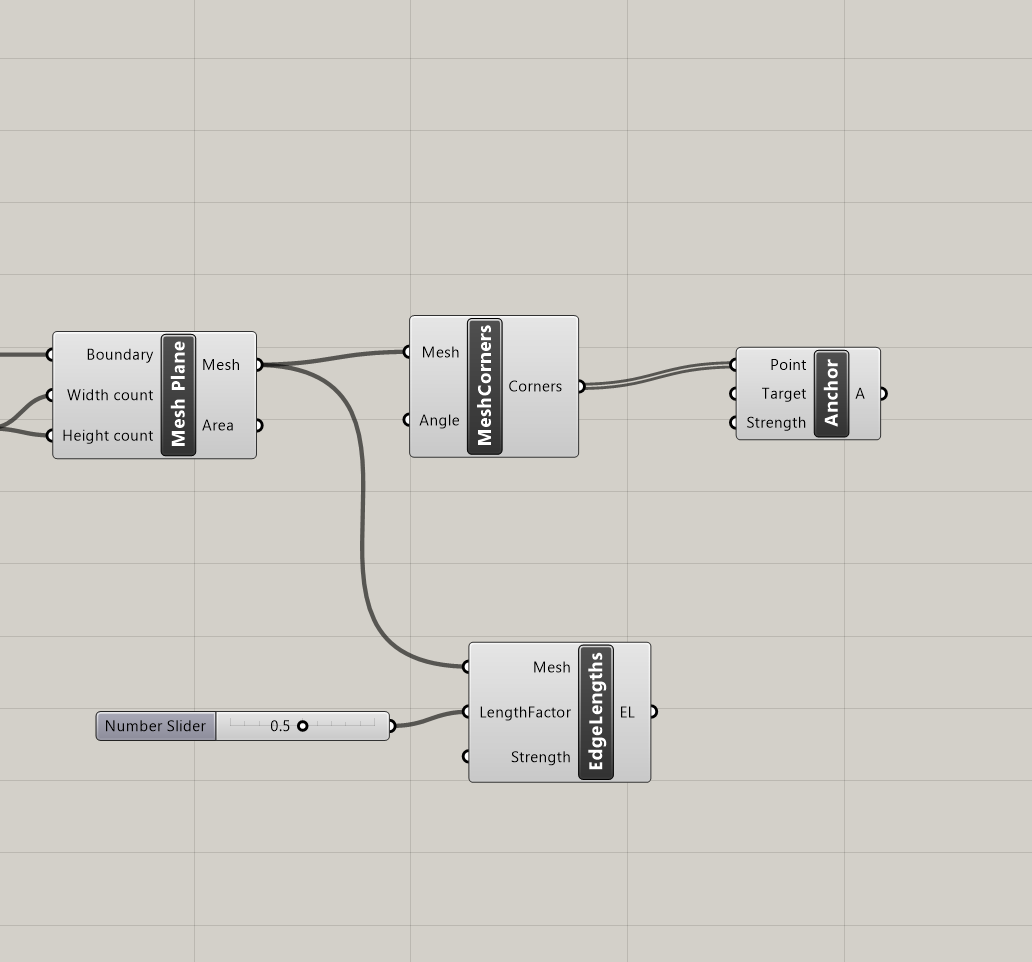 Boundary
Width count
Height count
Mesh Plane
Mesh
Area
Mesh
Angle
MeshCorners
Corners
Point
Target
Strength
Anchor
A
Number Slider
0.5
Mesh
LengthFactor
Strength
EdgeLengths
EL